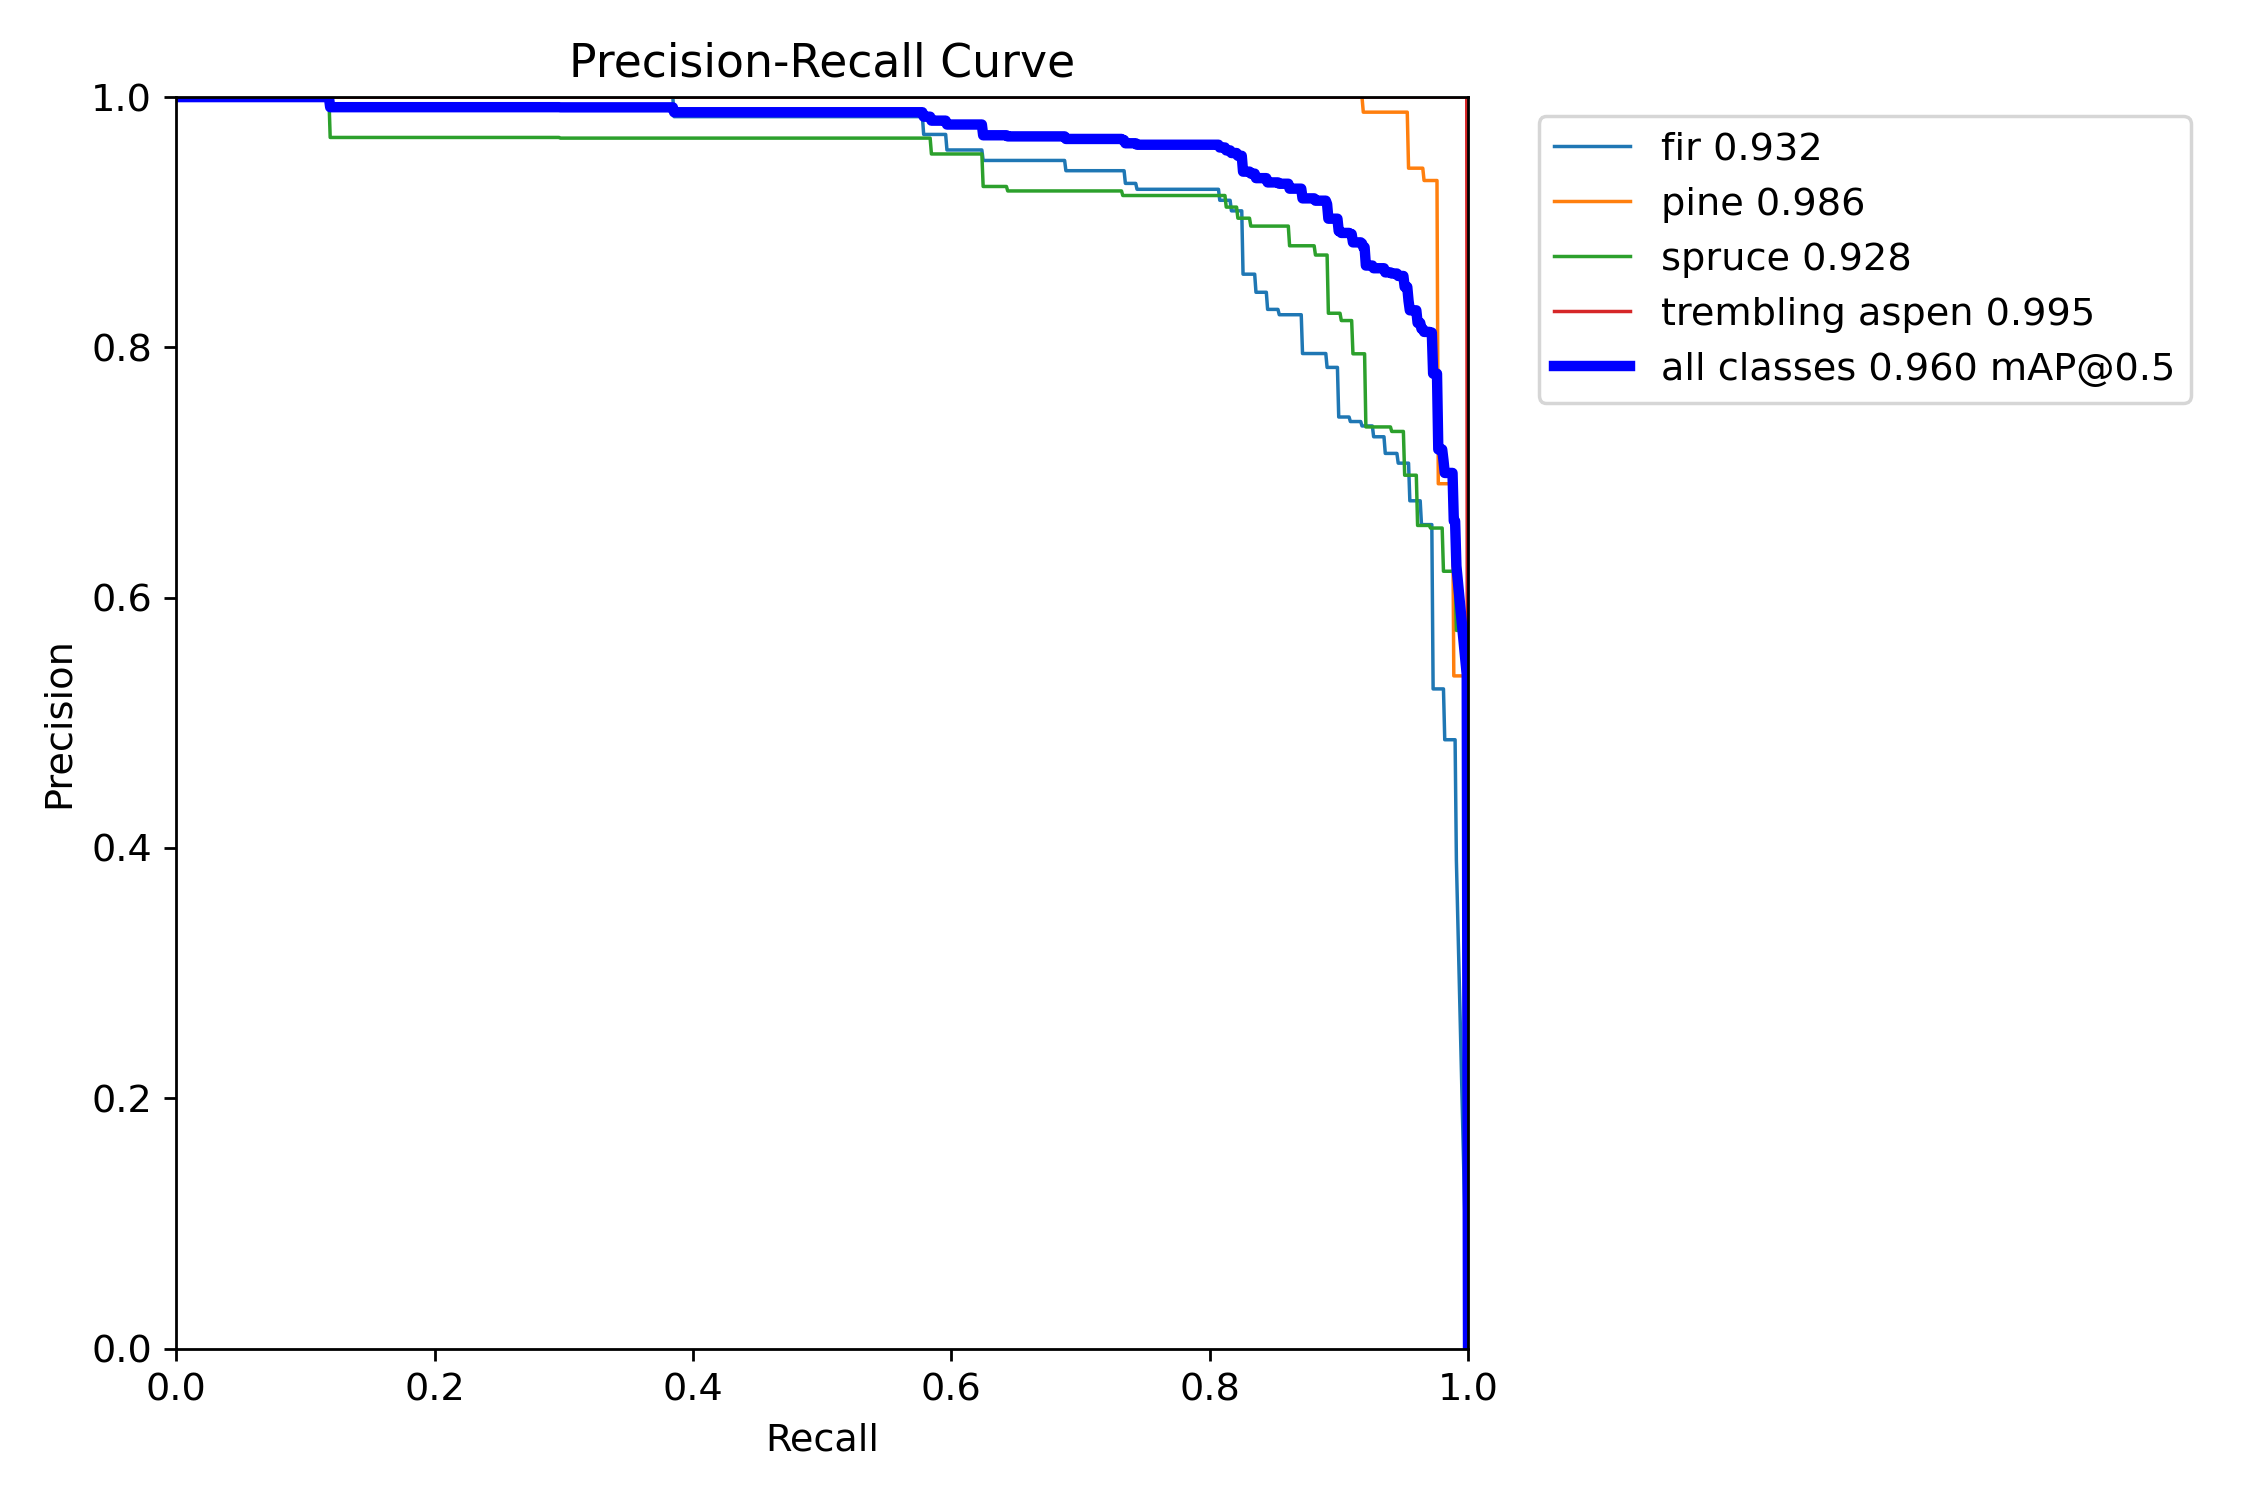 Precision-Recall Curve
1.0
0.8
0.6
0.4
0.2
0.0
Precision
0.0 0.2 0.4 0.6 0.8 1.0
Recall
fir 0.932
pine 0.986
spruce 0.928
trembling aspen 0.995
all classes 0.960 mAP@0.5